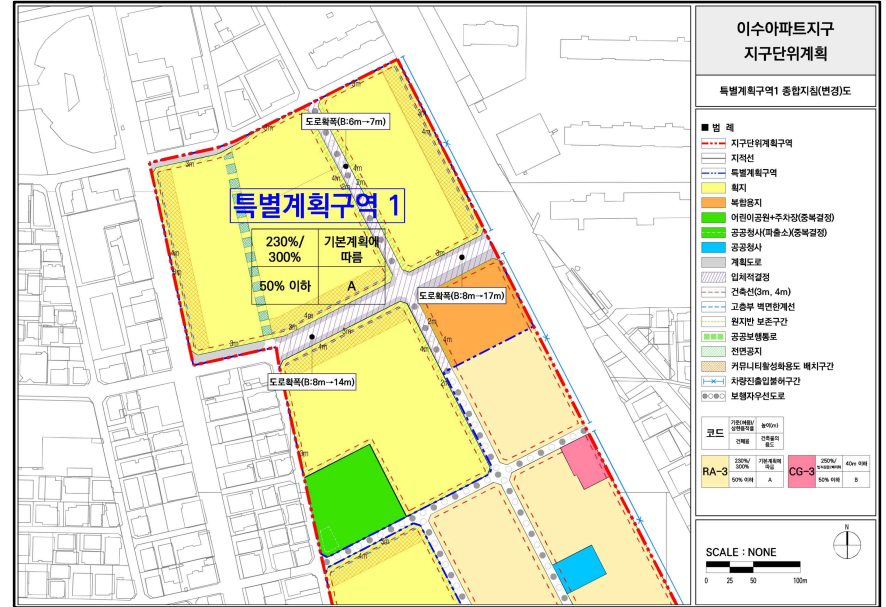 이수아파트지구
지구단위계획
특별계획구역1 종합지침(변경)도
■ 범 례
지구단위계획구역
지적선
특별계획구역
획지
복합용지
어린이공원+주차장(중복결정)
공공청사(파출소)(중복결정)
공공청사
계획도로
입체적결정
건축선(3m, 4m)
고층부 벽면한계선
원지반 보존구간
공공보행통로
전면공지
커뮤니티활성화용도 배치구간
차량진출입불허구간
보행자우선도로
코드
높이(m)
건폐율
건축물의
용도
RA-3
230%/
300%
기본계획에
따름
50% 이하
A
CG-3
250%/
40m 이하
50% 이하
B
SCALE : NONE
N
0 25 50 100m
도로확폭(B:6m→7m)
특별계획구역 1
230%/
300%
기본계획에
따름
50% 이하
A
도로확폭(B:8m→17m)
도로확폭(B:8m→14m)